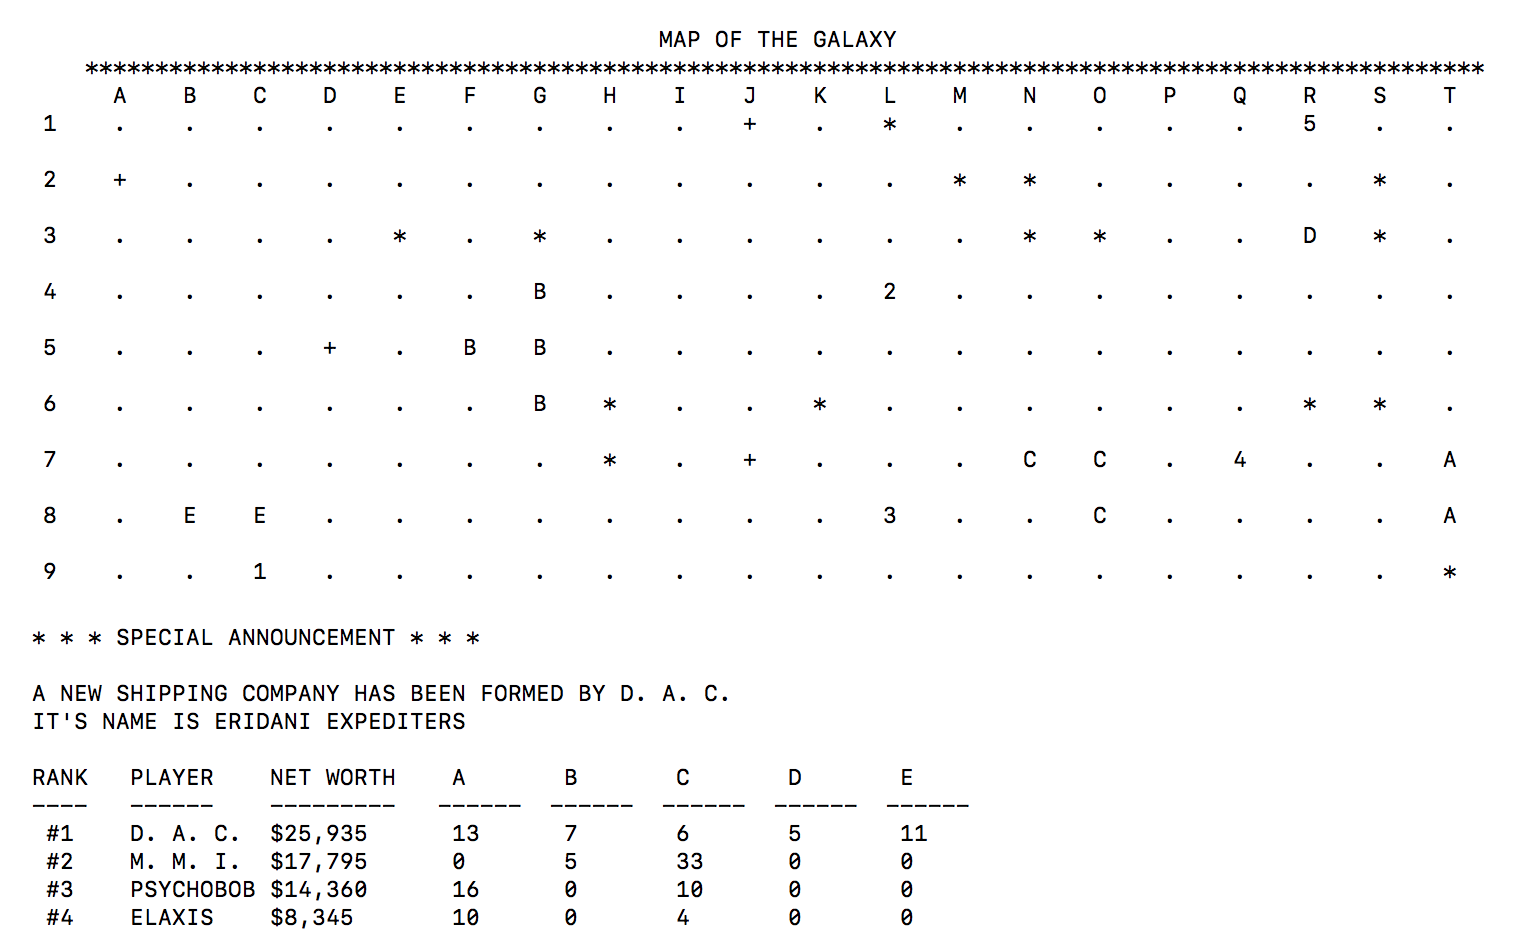 MAP OF THE GALAXY
****************************************************************************************************
A B C D E F G H I J K L M N O P Q R S T
1 . . . . . . . . . + . * . . . . . 5 . .
2 + . . . . . . . . . . . * * . . . . * .
3 . . . . * . * . . . . . . * * . . D * .
4 . . . . . . B . . . . 2 . . . . . . . .
5 . . . + . B B . . . . . . . . . . . . .
6 . . . . . . B * . . * . . . . . . * * .
7 . . . . . . . * . + . . . C C . 4 . . A
8 . E E . . . . . . . . 3 . . C . . . . A
9 . . 1 . . . . . . . . . . . . . . . . *
* * * SPECIAL ANNOUNCEMENT * * *
A NEW SHIPPING COMPANY HAS BEEN FORMED BY D. A. C.
IT'S NAME IS ERIDANI EXPEDITERS
RANK PLAYER NET WORTH A B C D E
---- ------ --------- ------ ------ ------ ------ ------
#1 D. A. C. $25,935 13 7 6 5 11
#2 M. M. I. $17,795 0 5 33 0 0
#3 PSYCHOBOB $14,360 16 0 10 0 0
#4 ELAXIS $8,345 10 0 4 0 0